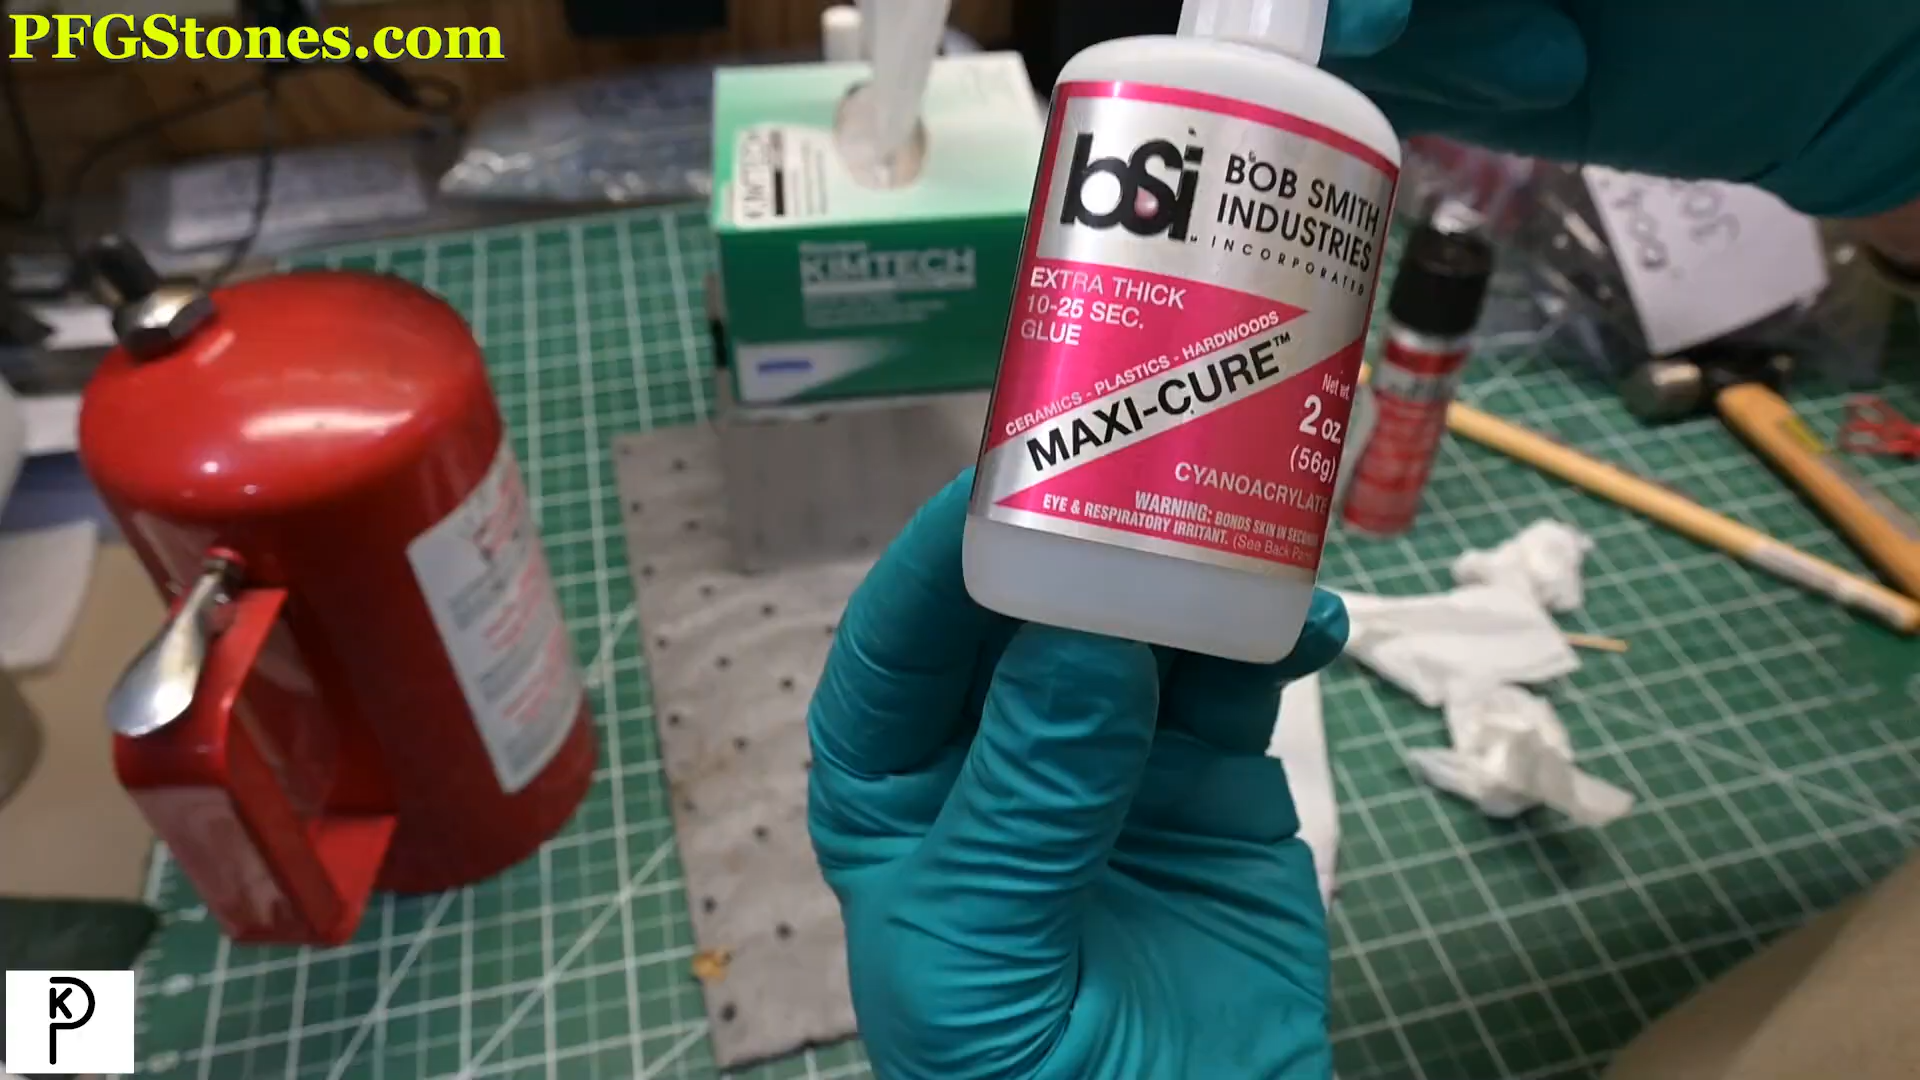 PFGStones.com
KIMTECH
bsi
BOB SMITH
INDUSTRIES
INCORPORATED
EXTRA THICK
10-25 SEC.
GLUE
CERAMICS - PLASTICS - HARDWOODS
MAXI-CURE™
Net wt.
2 oz.
(56g)
CYANOACRYLATE
WARNING: BONDS SKIN IN SECONDS
EYE & RESPIRATORY IRRITANT. (See Back Panel)
KP